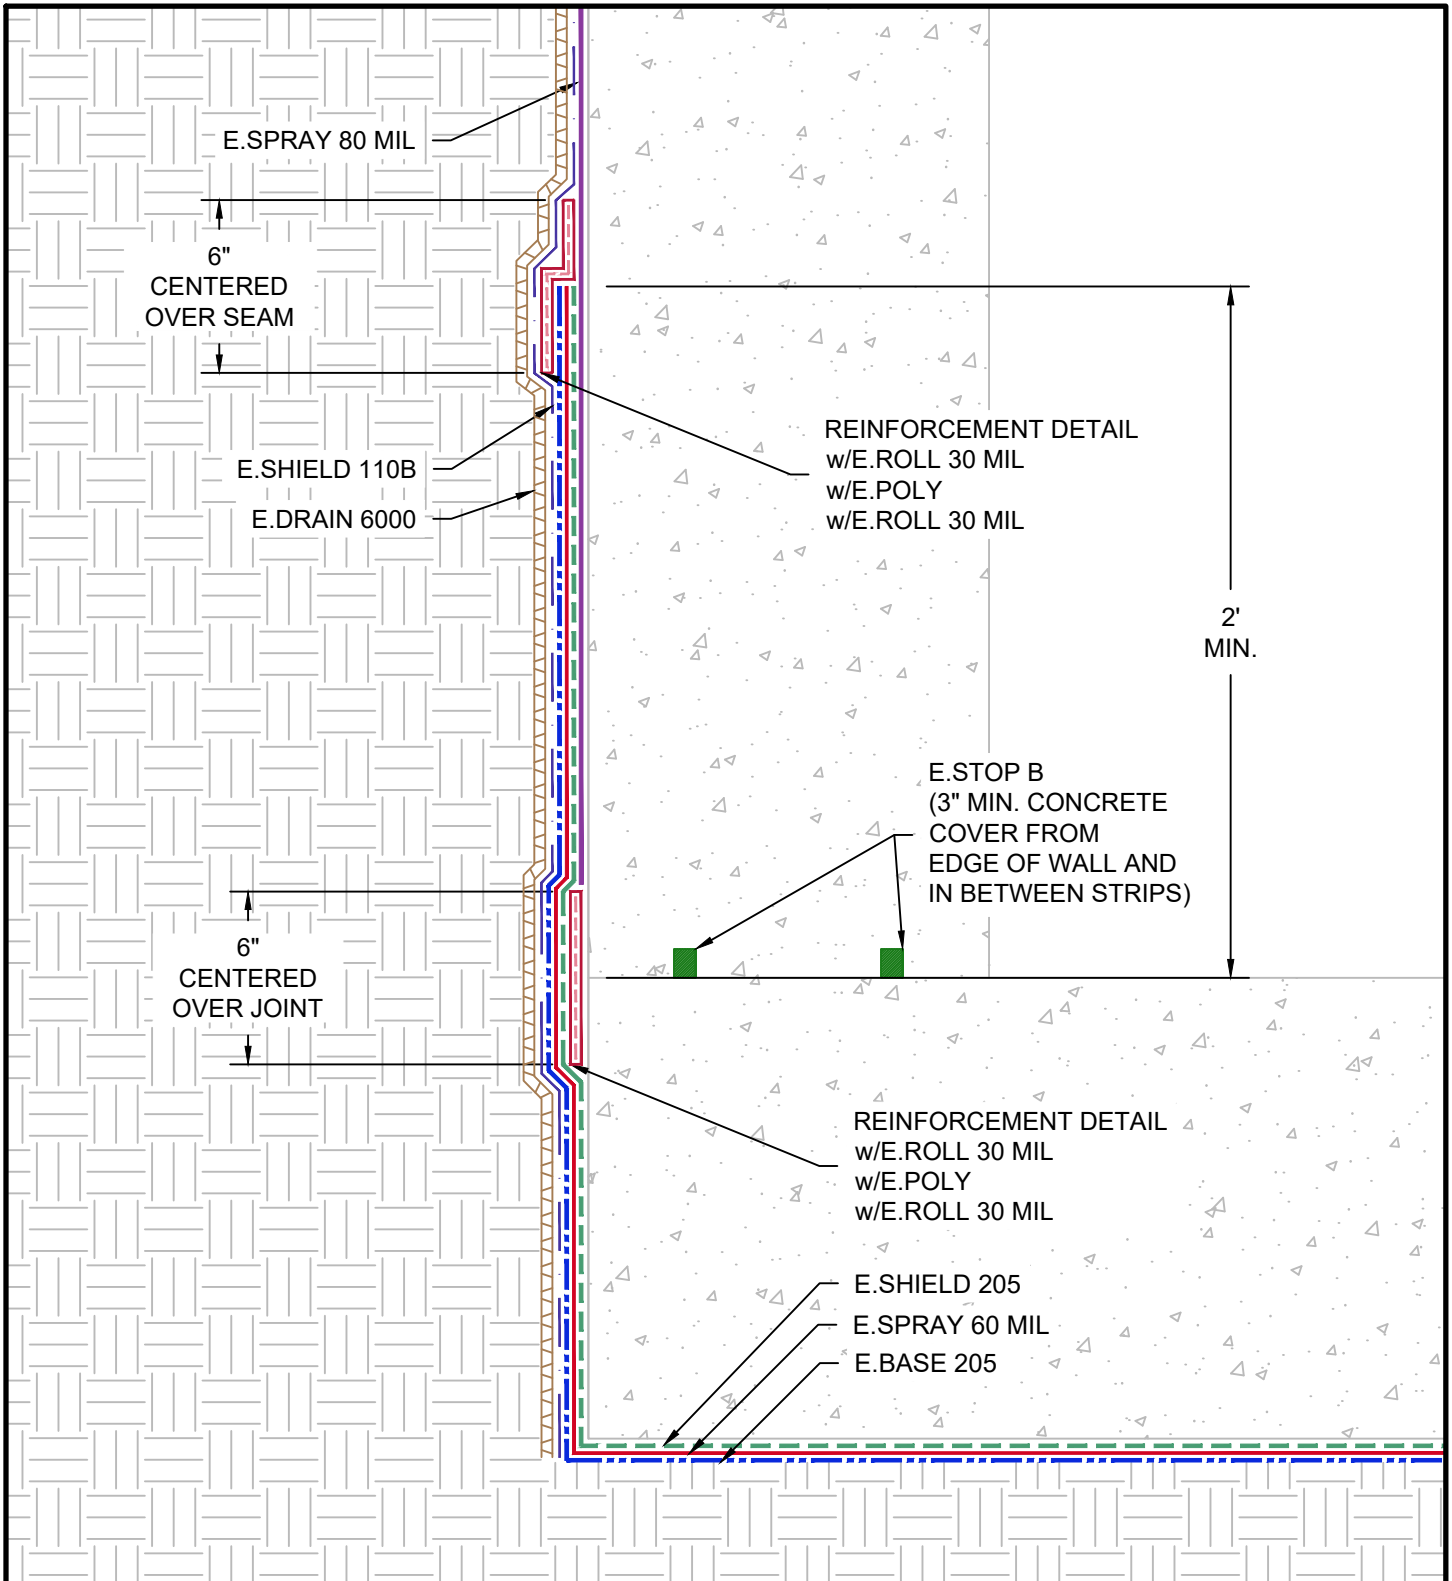 E.SPRAY 80 MIL
6"
CENTERED
OVER SEAM
E.SHIELD 110B
E.DRAIN 6000
REINFORCEMENT DETAIL
w/E.ROLL 30 MIL
w/E.POLY
w/E.ROLL 30 MIL
2'
MIN.
E.STOP B
(3" MIN. CONCRETE
COVER FROM
EDGE OF WALL AND
IN BETWEEN STRIPS)
6"
CENTERED
OVER JOINT
REINFORCEMENT DETAIL
w/E.ROLL 30 MIL
w/E.POLY
w/E.ROLL 30 MIL
E.SHIELD 205
E.SPRAY 60 MIL
E.BASE 205